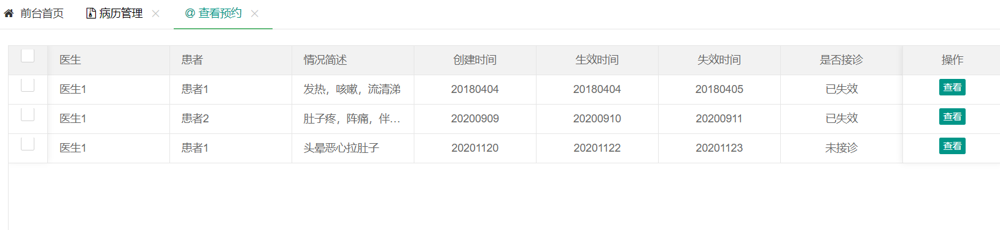 前台首页 病历管理 @ 查看预约
医生 患者 情况简述 创建时间 生效时间 失效时间 是否接诊 操作
医生1 患者1 发热，咳嗽，流清涕 20180404 20180404 20180405 已失效 查看
医生1 患者2 肚子疼，阵痛，伴... 20200909 20200910 20200911 已失效 查看
医生1 患者1 头晕恶心拉肚子 20201120 20201122 20201123 未接诊 查看